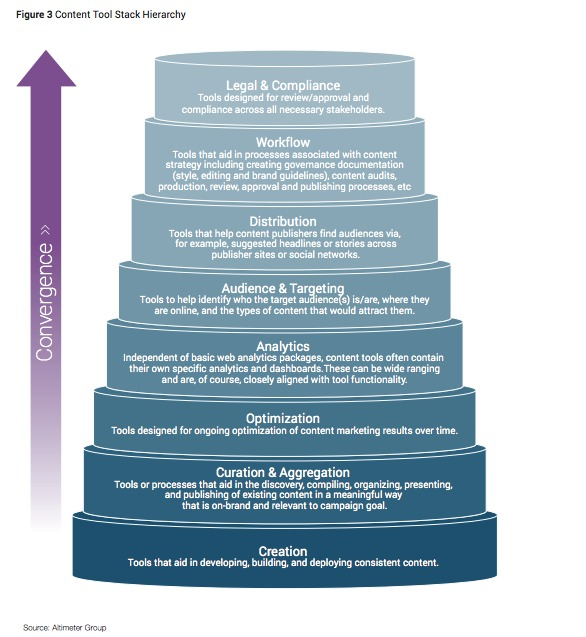 Figure 3 Content Tool Stack Hierarchy
Legal & Compliance
Tools designed for review/approval and
compliance across all necessary stakeholders.
Workflow
Tools that aid in processes associated with content
strategy including creating governance documentation
(style, editing and brand guidelines), content audits,
production, review, approval and publishing processes, etc
Distribution
Tools that help content publishers find audiences via,
for example, suggested headlines or stories across
publisher sites or social networks.
Audience & Targeting
Tools to help identify who the target audience(s) is/are, where they
are online, and the types of content that would attract them.
Analytics
Independent of basic web analytics packages, content tools often contain
their own specific analytics and dashboards.These can be wide ranging
and are, of course, closely aligned with tool functionality.
Optimization
Tools designed for ongoing optimization of content marketing results over time.
Curation & Aggregation
Tools or processes that aid in the discovery, compiling, organizing, presenting,
and publishing of existing content in a meaningful way
that is on-brand and relevant to campaign goal.
Creation
Tools that aid in developing, building, and deploying consistent content.
Convergence »
Source: Altimeter Group